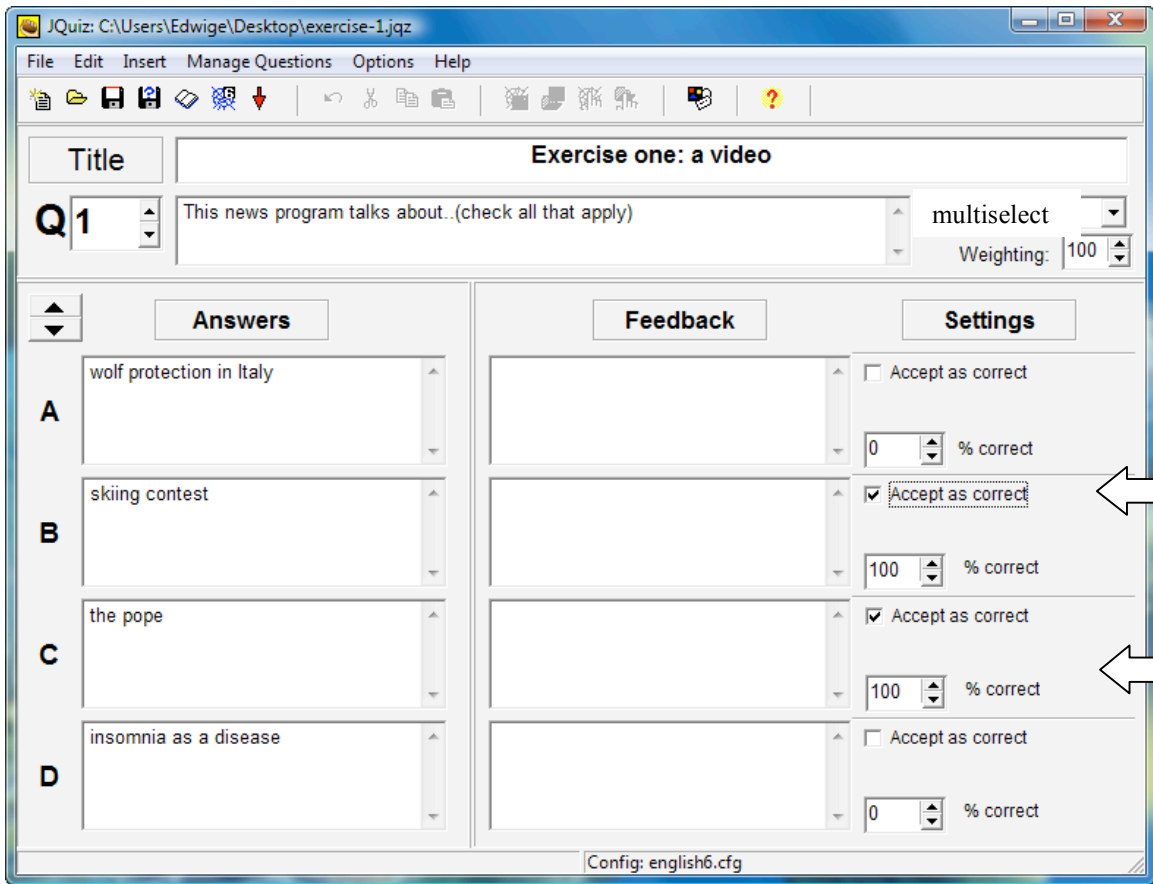 JQuiz: C:\Users\Edwige\Desktop\exercise-1.jqz
File Edit Insert Manage Questions Options Help
Title
Exercise one: a video
Q 1
This news program talks about..(check all that apply)
multiselect
Weighting: 100
Answers Feedback Settings
A
wolf protection in Italy
Accept as correct
0 % correct
B
skiing contest
Accept as correct
100 % correct
C
the pope
Accept as correct
100 % correct
D
insomnia as a disease
Accept as correct
0 % correct
Config: english6.cfg